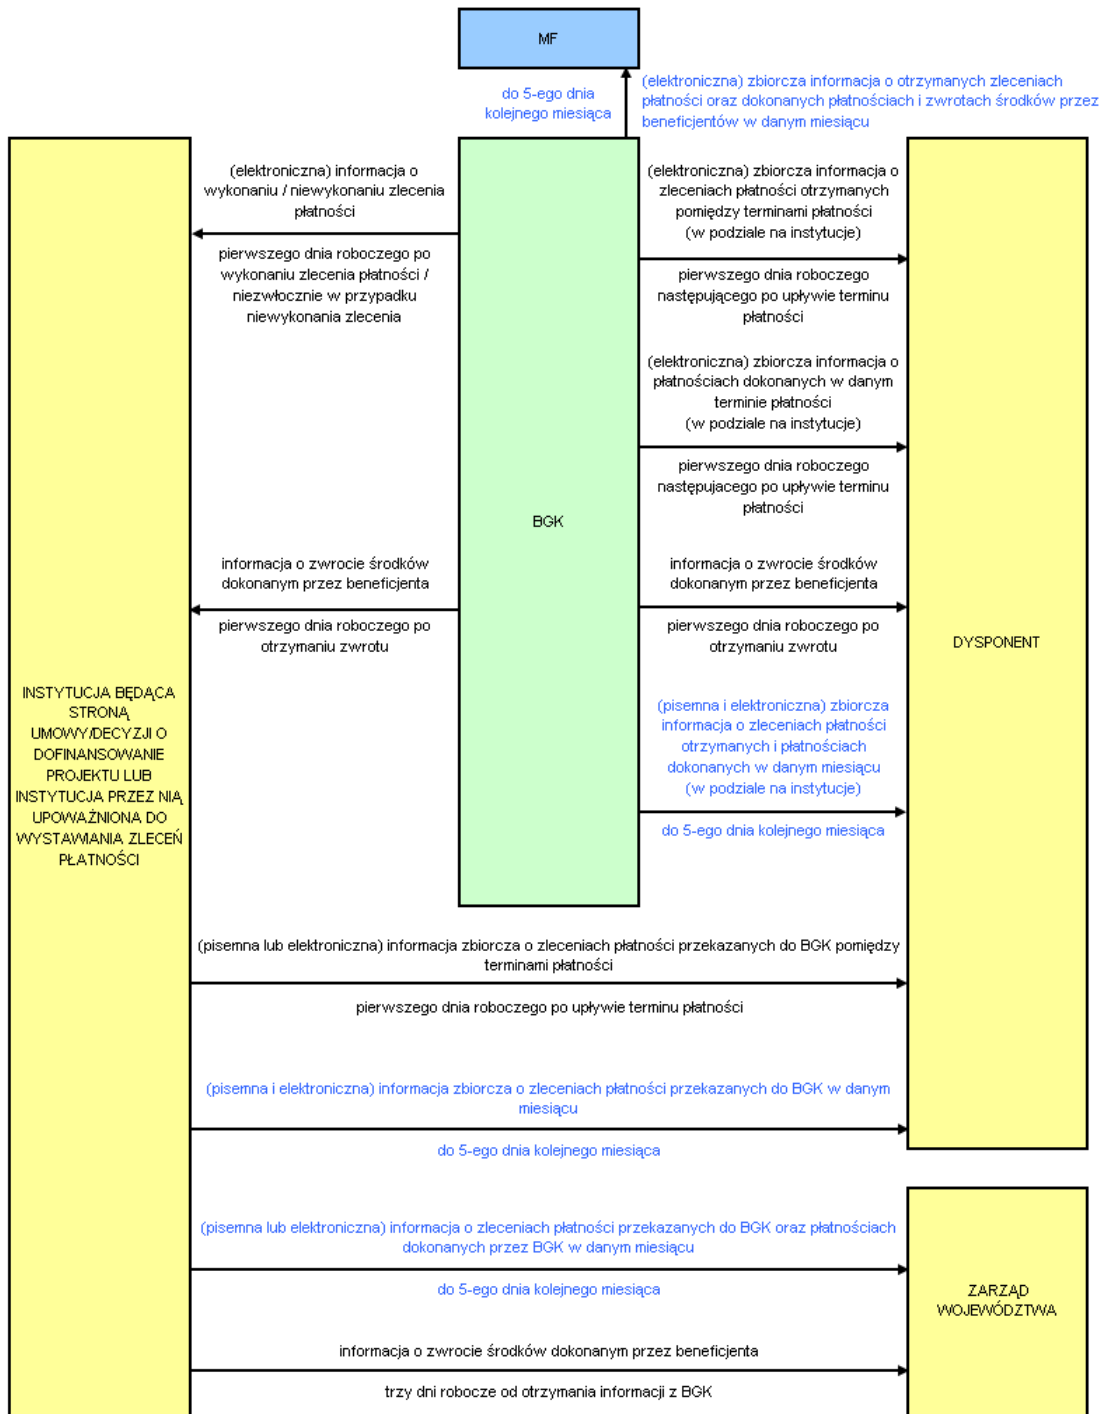 MF
do 5-ego dnia
kolejnego miesiąca
(elektroniczna) zbiorcza informacja o otrzymanych zleceniach
płatności oraz dokonanych płatnościach i zwrotach środków przez
beneficjentów w danym miesiącu
(elektroniczna) informacja o
wykonaniu / niewykonaniu zlecenia
płatności
pierwszego dnia roboczego po
wykonaniu zlecenia płatności /
niezwłocznie w przypadku
niewykonania zlecenia
(elektroniczna) zbiorcza informacja o
zleceniach płatności otrzymanych
pomiędzy terminami płatności
(w podziale na instytucje)
pierwszego dnia roboczego
następującego po upływie terminu
płatności
(elektroniczna) zbiorcza informacja o
płatnościach dokonanych w danym
terminie płatności
(w podziale na instytucje)
pierwszego dnia roboczego
następujacego po upływie terminu
płatności
BGK
informacja o zwrocie środków
dokonanym przez beneficjenta
pierwszego dnia roboczego po
otrzymaniu zwrotu
informacja o zwrocie środków
dokonanym przez beneficjenta
pierwszego dnia roboczego po
otrzymaniu zwrotu
DYSPONENT
INSTYTUCJA BĘDĄCA
STRONĄ
UMOWY/DECYZJI O
DOFINANSOWANIE
PROJEKTU LUB
INSTYTUCJA PRZEZ NIĄ
UPOWAŻNIONA DO
WYSTAWIANIA ZLECEŃ
PŁATNOŚCI
(pisemna i elektroniczna) zbiorcza
informacja o zleceniach płatności
otrzymanych i płatnościach
dokonanych w danym miesiącu
(w podziale na instytucje)
do 5-ego dnia kolejnego miesiąca
(pisemna lub elektroniczna) informacja zbiorcza o zleceniach płatności przekazanych do BGK pomiędzy
terminami płatności
pierwszego dnia roboczego po upływie terminu płatności
(pisemna i elektroniczna) informacja zbiorcza o zleceniach płatności przekazanych do BGK w danym
miesiącu
do 5-ego dnia kolejnego miesiąca
(pisemna lub elektroniczna) informacja o zleceniach płatności przekazanych do BGK oraz płatnościach
dokonanych przez BGK w danym miesiącu
do 5-ego dnia kolejnego miesiąca
ZARZĄD
WOJEWÓDZTWA
informacja o zwrocie środków dokonanym przez beneficjenta
trzy dni robocze od otrzymania informacji z BGK